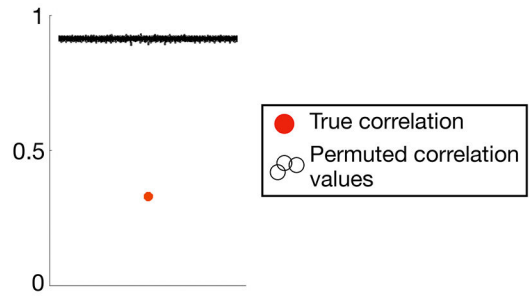 1
0.5
0
True correlation
Permuted correlation
values